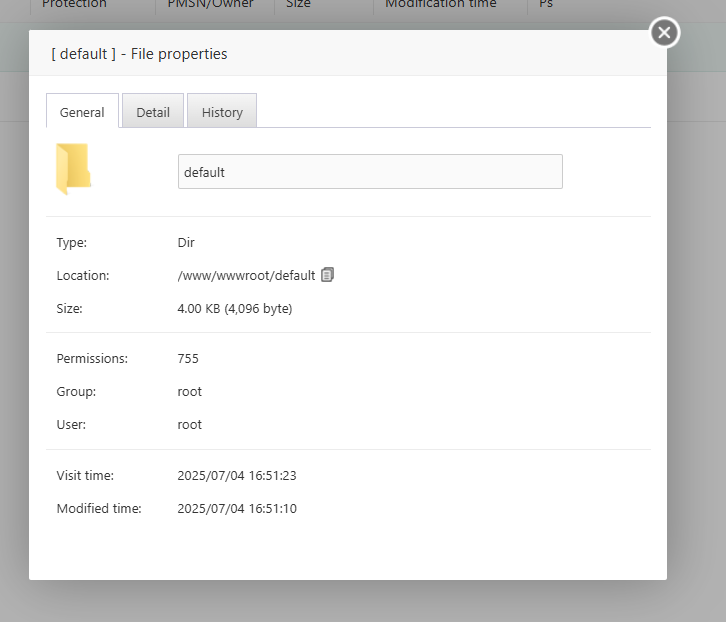 Protection PMSN/Owner Size Modification time Ps
[ default ] - File properties
General Detail History
default
Type: Dir
Location: /www/wwwroot/default
Size: 4.00 KB (4,096 byte)
Permissions: 755
Group: root
User: root
Visit time: 2025/07/04 16:51:23
Modified time: 2025/07/04 16:51:10